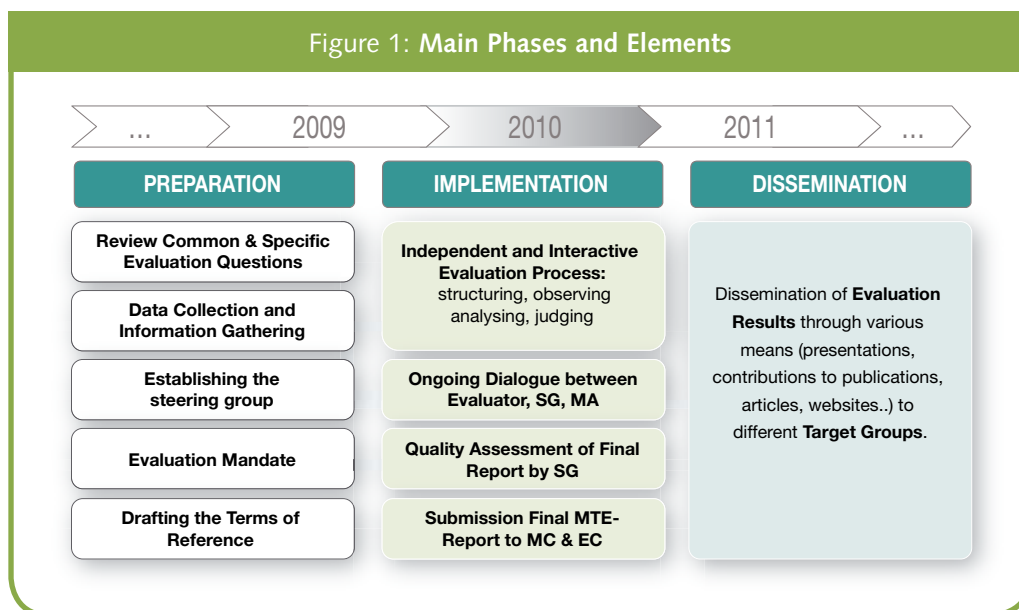 Figure 1: Main Phases and Elements
... 2009 2010 2011 ...
PREPARATION
Review Common & Specific
Evaluation Questions
Data Collection and
Information Gathering
Establishing the
steering group
Evaluation Mandate
Drafting the Terms of
Reference
IMPLEMENTATION
Independent and Interactive
Evaluation Process:
structuring, observing
analysing, judging
Ongoing Dialogue between
Evaluator, SG, MA
Quality Assessment of Final
Report by SG
Submission Final MTE-
Report to MC & EC
DISSEMINATION
Dissemination of Evaluation
Results through various
means (presentations,
contributions to publications,
articles, websites..) to
different Target Groups.